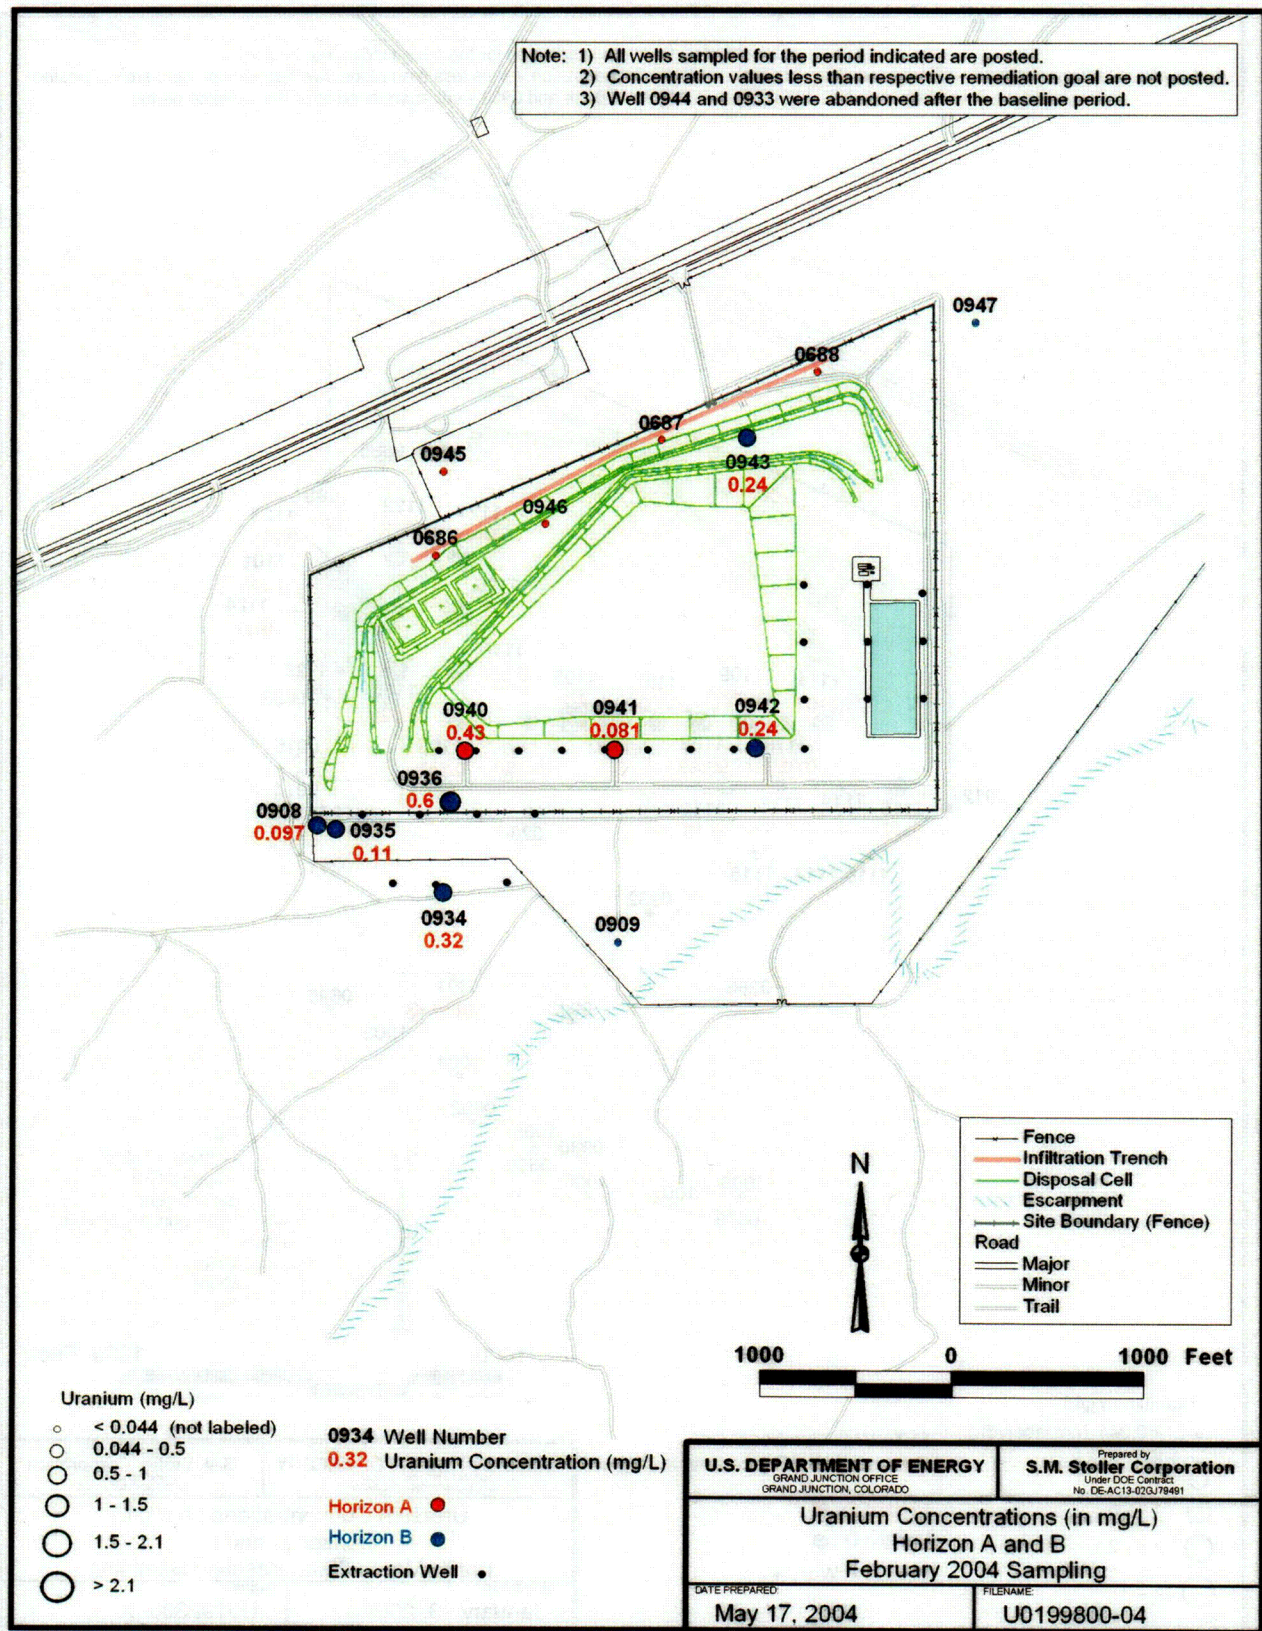 Note: 1) All wells sampled for the period indicated are posted.
2) Concentration values less than respective remediation goal are not posted.
3) Well 0944 and 0933 were abandoned after the baseline period.
0947
0688
0687
0945
0943
0.24
0946
0686
0940
0.43
0941
0.081
0942
0.24
0936
0.6
0908
0.097
0935
0.11
0934
0.32
0909
Fence
Infiltration Trench
Disposal Cell
Escarpment
Site Boundary (Fence)
Road
Major
Minor
Trail
N
1000 0 1000 Feet
Uranium (mg/L)
< 0.044 (not labeled)
0.044 - 0.5
0.5 - 1
1 - 1.5
1.5 - 2.1
> 2.1
0934 Well Number
0.32 Uranium Concentration (mg/L)
Horizon A
Horizon B
Extraction Well
U.S. DEPARTMENT OF ENERGY
GRAND JUNCTION OFFICE
GRAND JUNCTION, COLORADO
Prepared by
S.M. Stoller Corporation
Under DOE Contract
No. DE-AC13-02GJ79491
Uranium Concentrations (in mg/L)
Horizon A and B
February 2004 Sampling
DATE PREPARED:
May 17, 2004
FILENAME:
U0199800-04